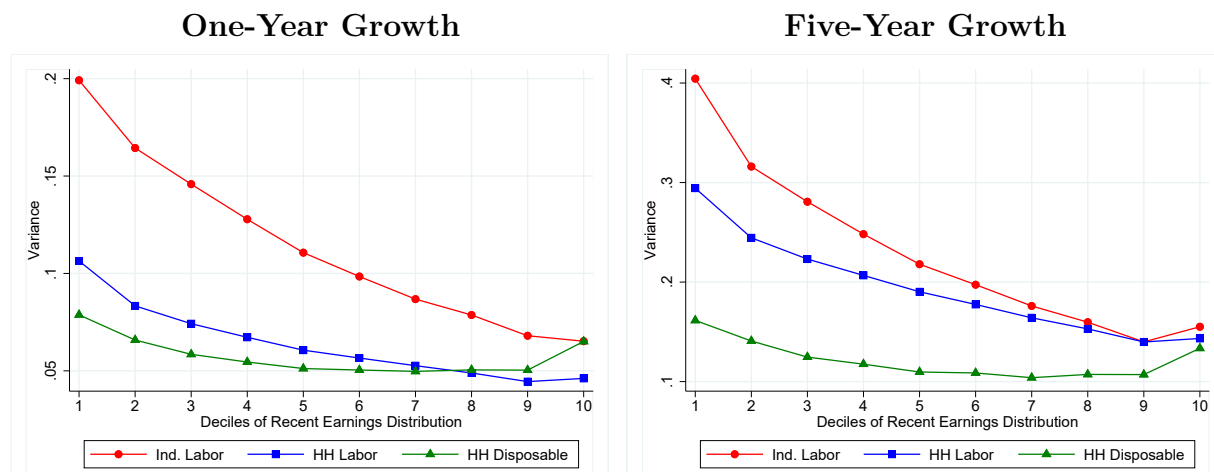 One-Year Growth
Variance
.2
.15
.1
.05
1 2 3 4 5 6 7 8 9 10
Deciles of Recent Earnings Distribution
Ind. Labor HH Labor HH Disposable
Five-Year Growth
Variance
.4
.3
.2
.1
1 2 3 4 5 6 7 8 9 10
Deciles of Recent Earnings Distribution
Ind. Labor HH Labor HH Disposable